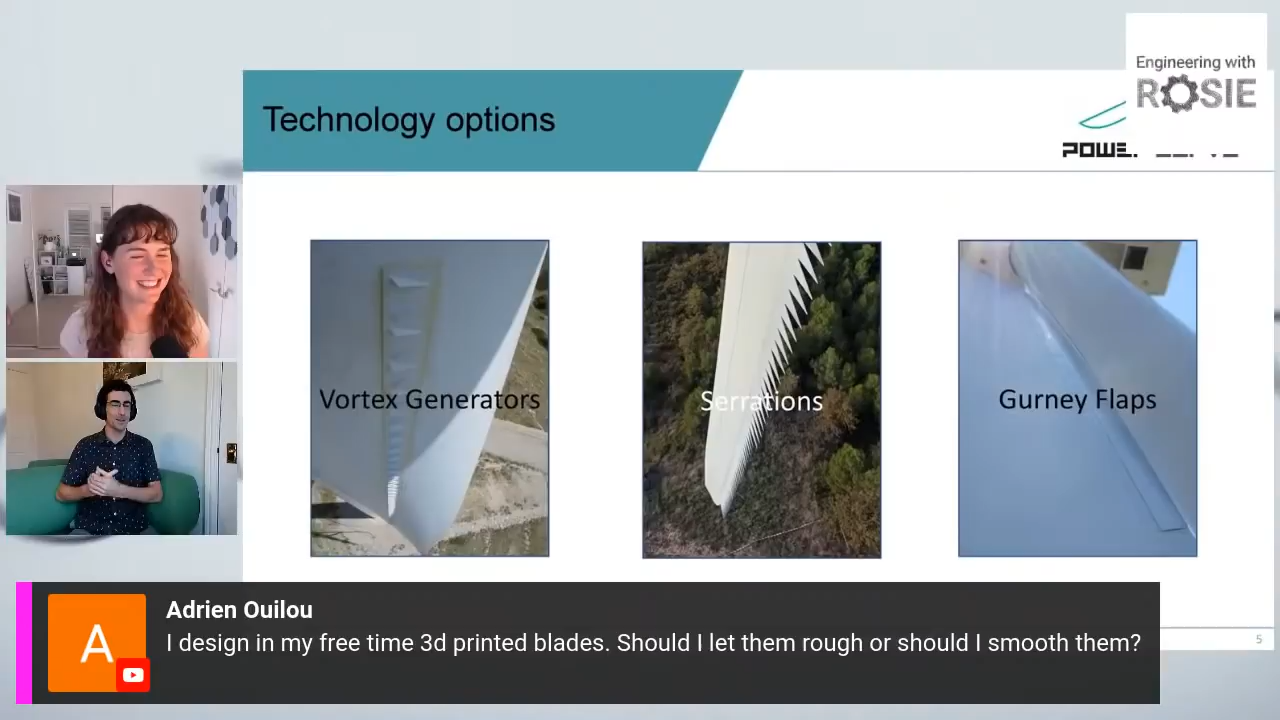 Engineering with
ROSIE
Technology options
Vortex Generators
Serrations
Gurney Flaps
Adrien Ouilou
A
I design in my free time 3d printed blades. Should I let them rough or should I smooth them?
5